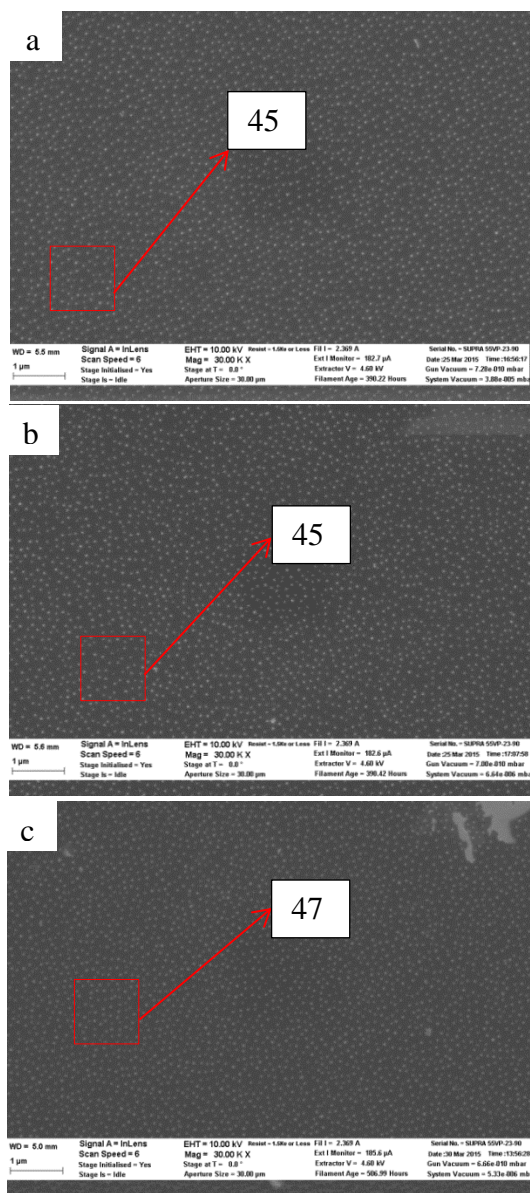 a
45
WD = 5.5 mm
1 µm
Signal A = InLens
Scan Speed = 6
Stage Initialised = Yes
Stage Is = Idle
EHT = 10.00 kV
Mag = 30.00 K X
Stage at T = 0.0 °
Aperture Size = 30.00 µm
Fil I = 2.369 A
Ext I Monitor = 182.7 µA
Extractor V = 4.60 kV
Filament Age = 390.22 Hours
Serial No. = SUPRA 55VP-23-90
Date :25 Mar 2015 Time :16:56:17
Gun Vacuum = 7.28e-010 mbar
System Vacuum = 3.88e-005 mbar
b
45
WD = 5.6 mm
1 µm
Signal A = InLens
Scan Speed = 6
Stage Initialised = Yes
Stage Is = Idle
EHT = 10.00 kV
Mag = 30.00 K X
Stage at T = 0.0 °
Aperture Size = 30.00 µm
Fil I = 2.369 A
Ext I Monitor = 182.6 µA
Extractor V = 4.60 kV
Filament Age = 390.42 Hours
Serial No. = SUPRA 55VP-23-90
Date :25 Mar 2015 Time :17:07:58
Gun Vacuum = 7.00e-010 mbar
System Vacuum = 6.64e-006 mbar
c
47
WD = 5.0 mm
1 µm
Signal A = InLens
Scan Speed = 6
Stage Initialised = Yes
Stage Is = Idle
EHT = 10.00 kV
Mag = 30.00 K X
Stage at T = 0.0 °
Aperture Size = 30.00 µm
Fil I = 2.369 A
Ext I Monitor = 185.6 µA
Extractor V = 4.60 kV
Filament Age = 506.99 Hours
Serial No. = SUPRA 55VP-23-90
Date :30 Mar 2015 Time :13:56:28
Gun Vacuum = 6.66e-010 mbar
System Vacuum = 5.33e-006 mbar